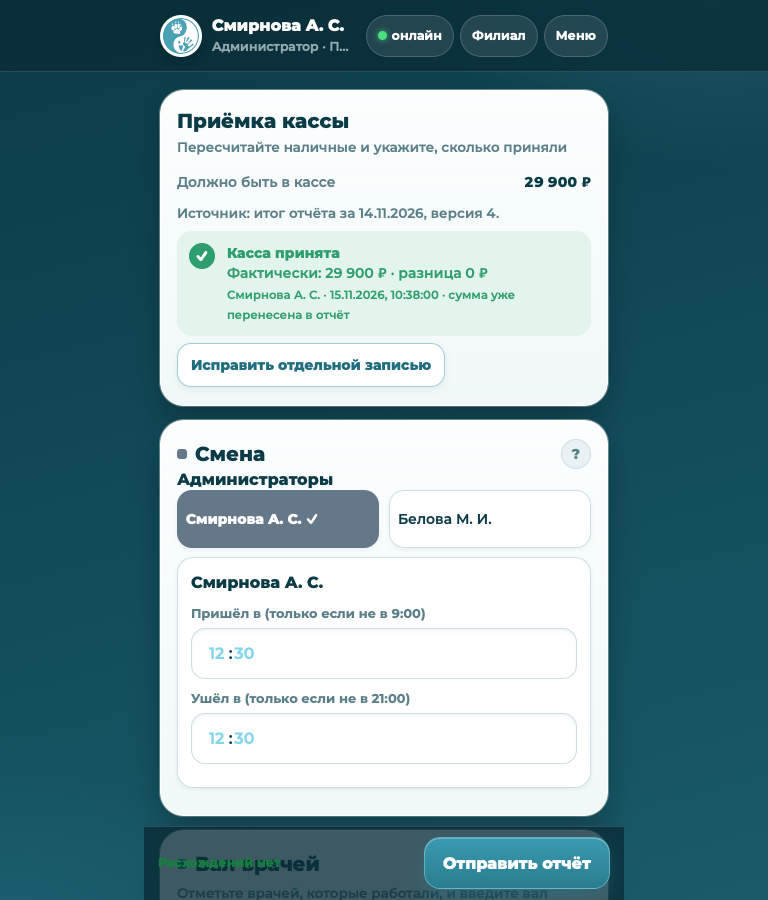 Смирнова А. С.
Администратор · П...
онлайн
Филиал
Меню
Приёмка кассы
Пересчитайте наличные и укажите, сколько приняли
Должно быть в кассе
29 900 ₽
Источник: итог отчёта за 14.11.2026, версия 4.
Касса принята
Фактически: 29 900 ₽ · разница 0 ₽
Смирнова А. С. · 15.11.2026, 10:38:00 · сумма уже
перенесена в отчёт
Исправить отдельной записью
Смена
?
Администраторы
Смирнова А. С. ✓
Белова М. И.
Смирнова А. С.
Пришёл в (только если не в 9:00)
12 :30
Ушёл в (только если не в 21:00)
12 :30
Вал врачей
Расхождений нет
Отправить отчёт
Отметьте врачей, которые работали, и введите вал